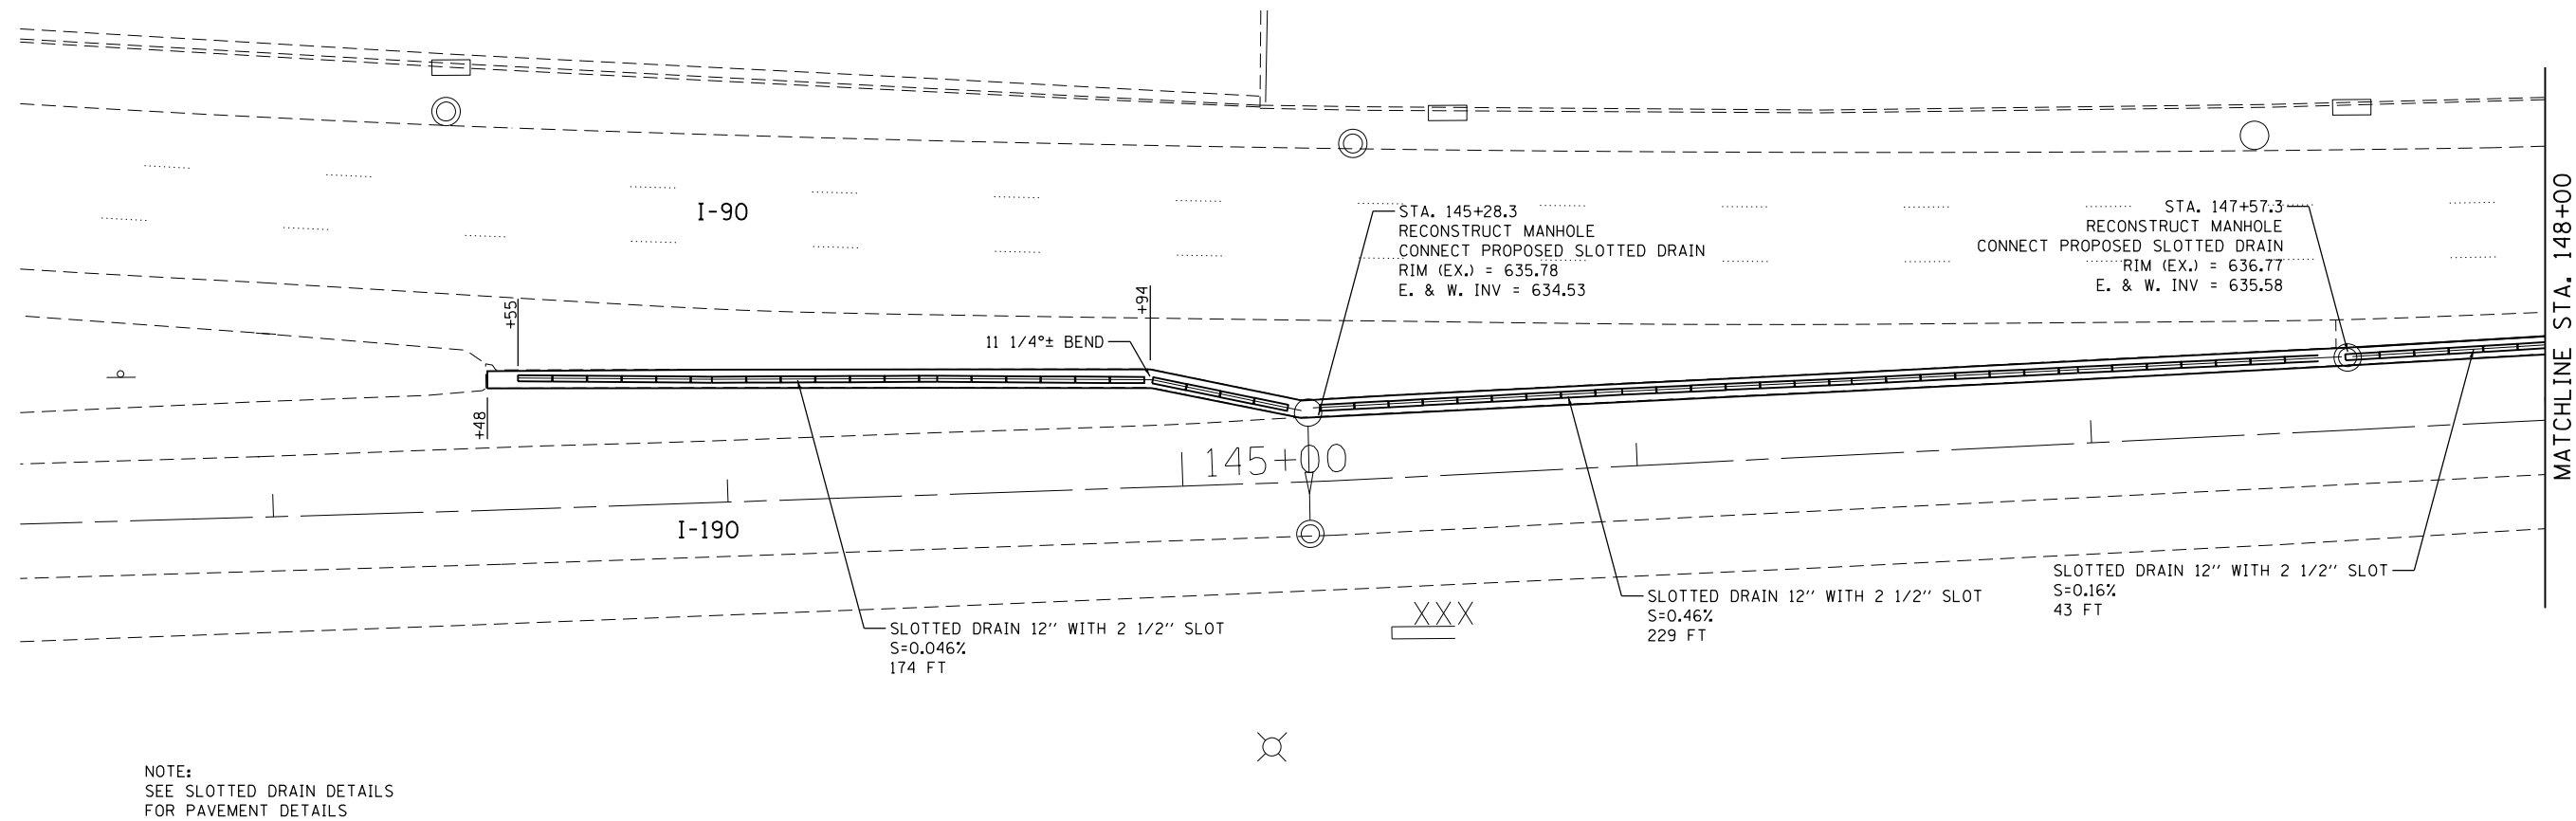 I-90
STA. 145+28.3
RECONSTRUCT MANHOLE
CONNECT PROPOSED SLOTTED DRAIN
RIM (EX.) = 635.78
E. & W. INV = 634.53
STA. 147+57.3
RECONSTRUCT MANHOLE
CONNECT PROPOSED SLOTTED DRAIN
RIM (EX.) = 636.77
E. & W. INV = 635.58
MATCHLINE STA. 148+00
+55
+94
11 1/4°± BEND
+48
145+00
I-190
SLOTTED DRAIN 12'' WITH 2 1/2'' SLOT
S=0.046%
174 FT
XXX
SLOTTED DRAIN 12'' WITH 2 1/2'' SLOT
S=0.46%
229 FT
SLOTTED DRAIN 12'' WITH 2 1/2'' SLOT
S=0.16%
43 FT
NOTE:
SEE SLOTTED DRAIN DETAILS
FOR PAVEMENT DETAILS